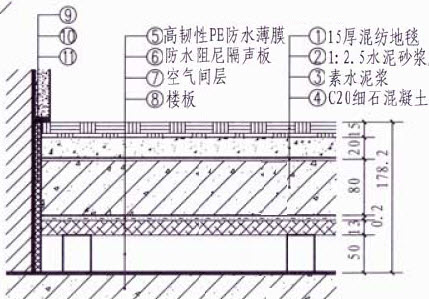 ⑨
⑩
⑪
⑤高韧性PE防水薄膜
⑥防水阻尼隔声板
⑦空气间层
⑧楼板
①15厚混纺地毯
②1:2.5水泥砂浆
③素水泥浆
④C20细石混凝土
15
20
80
178.2
0.2
13
50